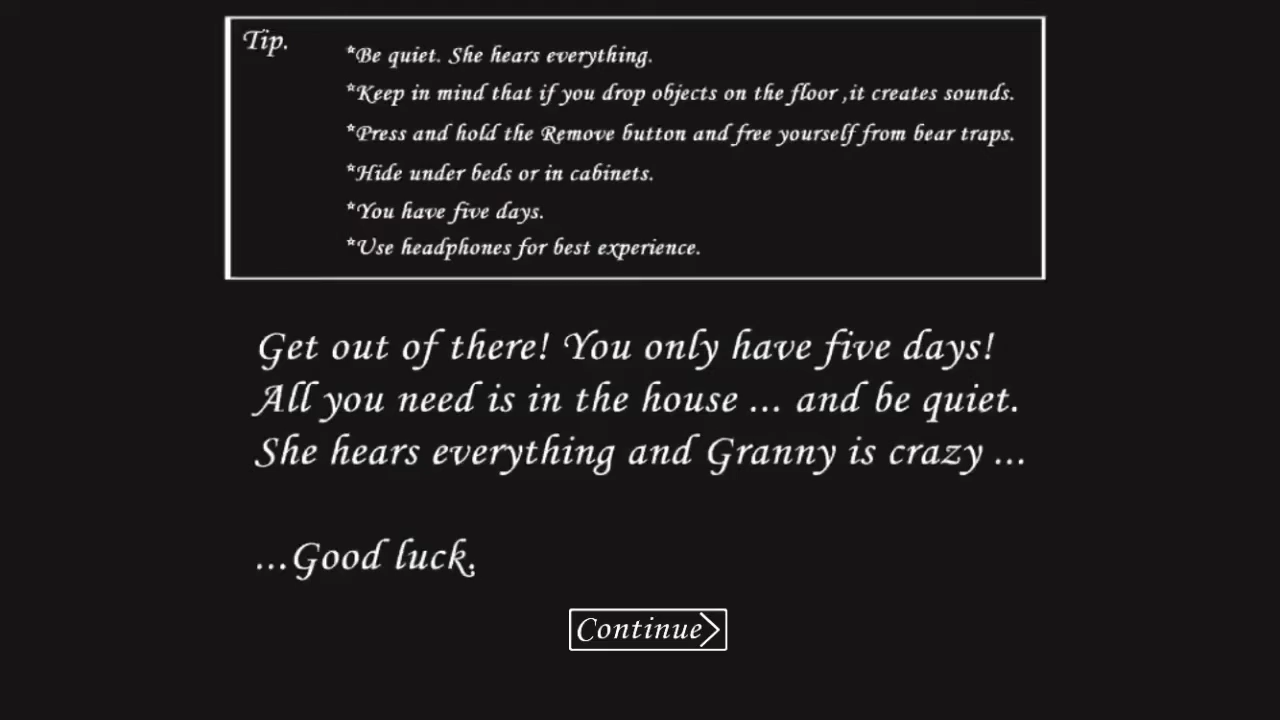 Tip.
*Be quiet. She hears everything.
*Keep in mind that if you drop objects on the floor ,it creates sounds.
*Press and hold the Remove button and free yourself from bear traps.
*Hide under beds or in cabinets.
*You have five days.
*Use headphones for best experience.
Get out of there! You only have five days!
All you need is in the house ... and be quiet.
She hears everything and Granny is crazy ...
...Good luck.
Continue